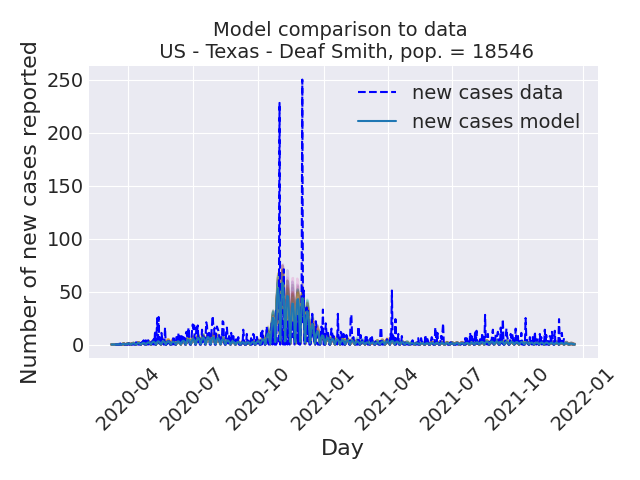 Model comparison to data
US - Texas - Deaf Smith, pop. = 18546
Number of new cases reported
250
200
150
100
50
0
new cases data
new cases model
2020-04
2020-07
2020-10
2021-01
2021-04
2021-07
2021-10
2022-01
Day